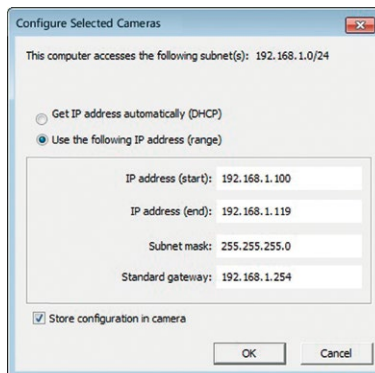 Configure Selected Cameras
This computer accesses the following subnet(s): 192.168.1.0/24
Get IP address automatically (DHCP)
Use the following IP address (range)
IP address (start): 192.168.1.100
IP address (end): 192.168.1.119
Subnet mask: 255.255.255.0
Standard gateway: 192.168.1.254
Store configuration in camera
OK Cancel